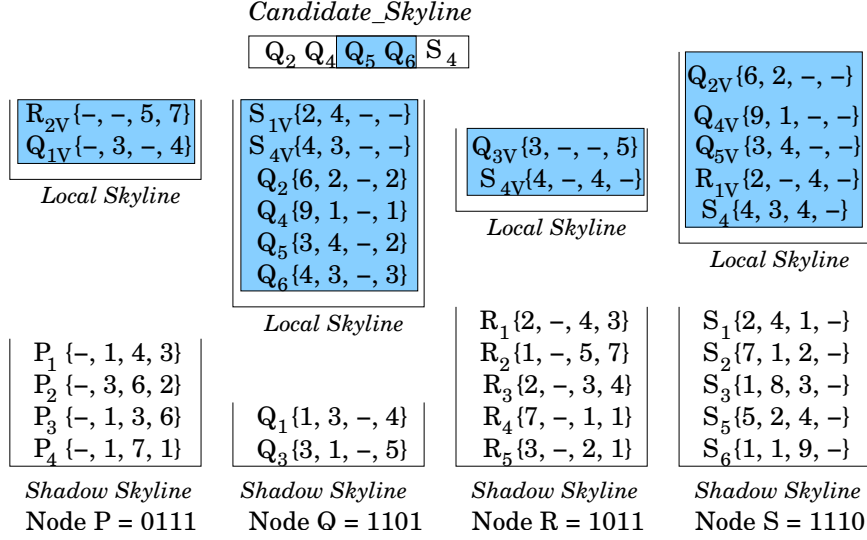 Candidate_Skyline
Q2 Q4 Q5 Q6 S4
R2V{–, –, 5, 7}
Q1V{–, 3, –, 4}
Local Skyline
P1 {–, 1, 4, 3}
P2 {–, 3, 6, 2}
P3 {–, 1, 3, 6}
P4 {–, 1, 7, 1}
Shadow Skyline
Node P = 0111
S1V{2, 4, –, –}
S4V{4, 3, –, –}
Q2{6, 2, –, 2}
Q4{9, 1, –, 1}
Q5{3, 4, –, 2}
Q6{4, 3, –, 3}
Local Skyline
Q1{1, 3, –, 4}
Q3{3, 1, –, 5}
Shadow Skyline
Node Q = 1101
Q3V{3, –, –, 5}
S4V{4, –, 4, –}
Local Skyline
R1{2, –, 4, 3}
R2{1, –, 5, 7}
R3{2, –, 3, 4}
R4{7, –, 1, 1}
R5{3, –, 2, 1}
Shadow Skyline
Node R = 1011
Q2V{6, 2, –, –}
Q4V{9, 1, –, –}
Q5V{3, 4, –, –}
R1V{2, –, 4, –}
S4{4, 3, 4, –}
Local Skyline
S1{2, 4, 1, –}
S2{7, 1, 2, –}
S3{1, 8, 3, –}
S5{5, 2, 4, –}
S6{1, 1, 9, –}
Shadow Skyline
Node S = 1110